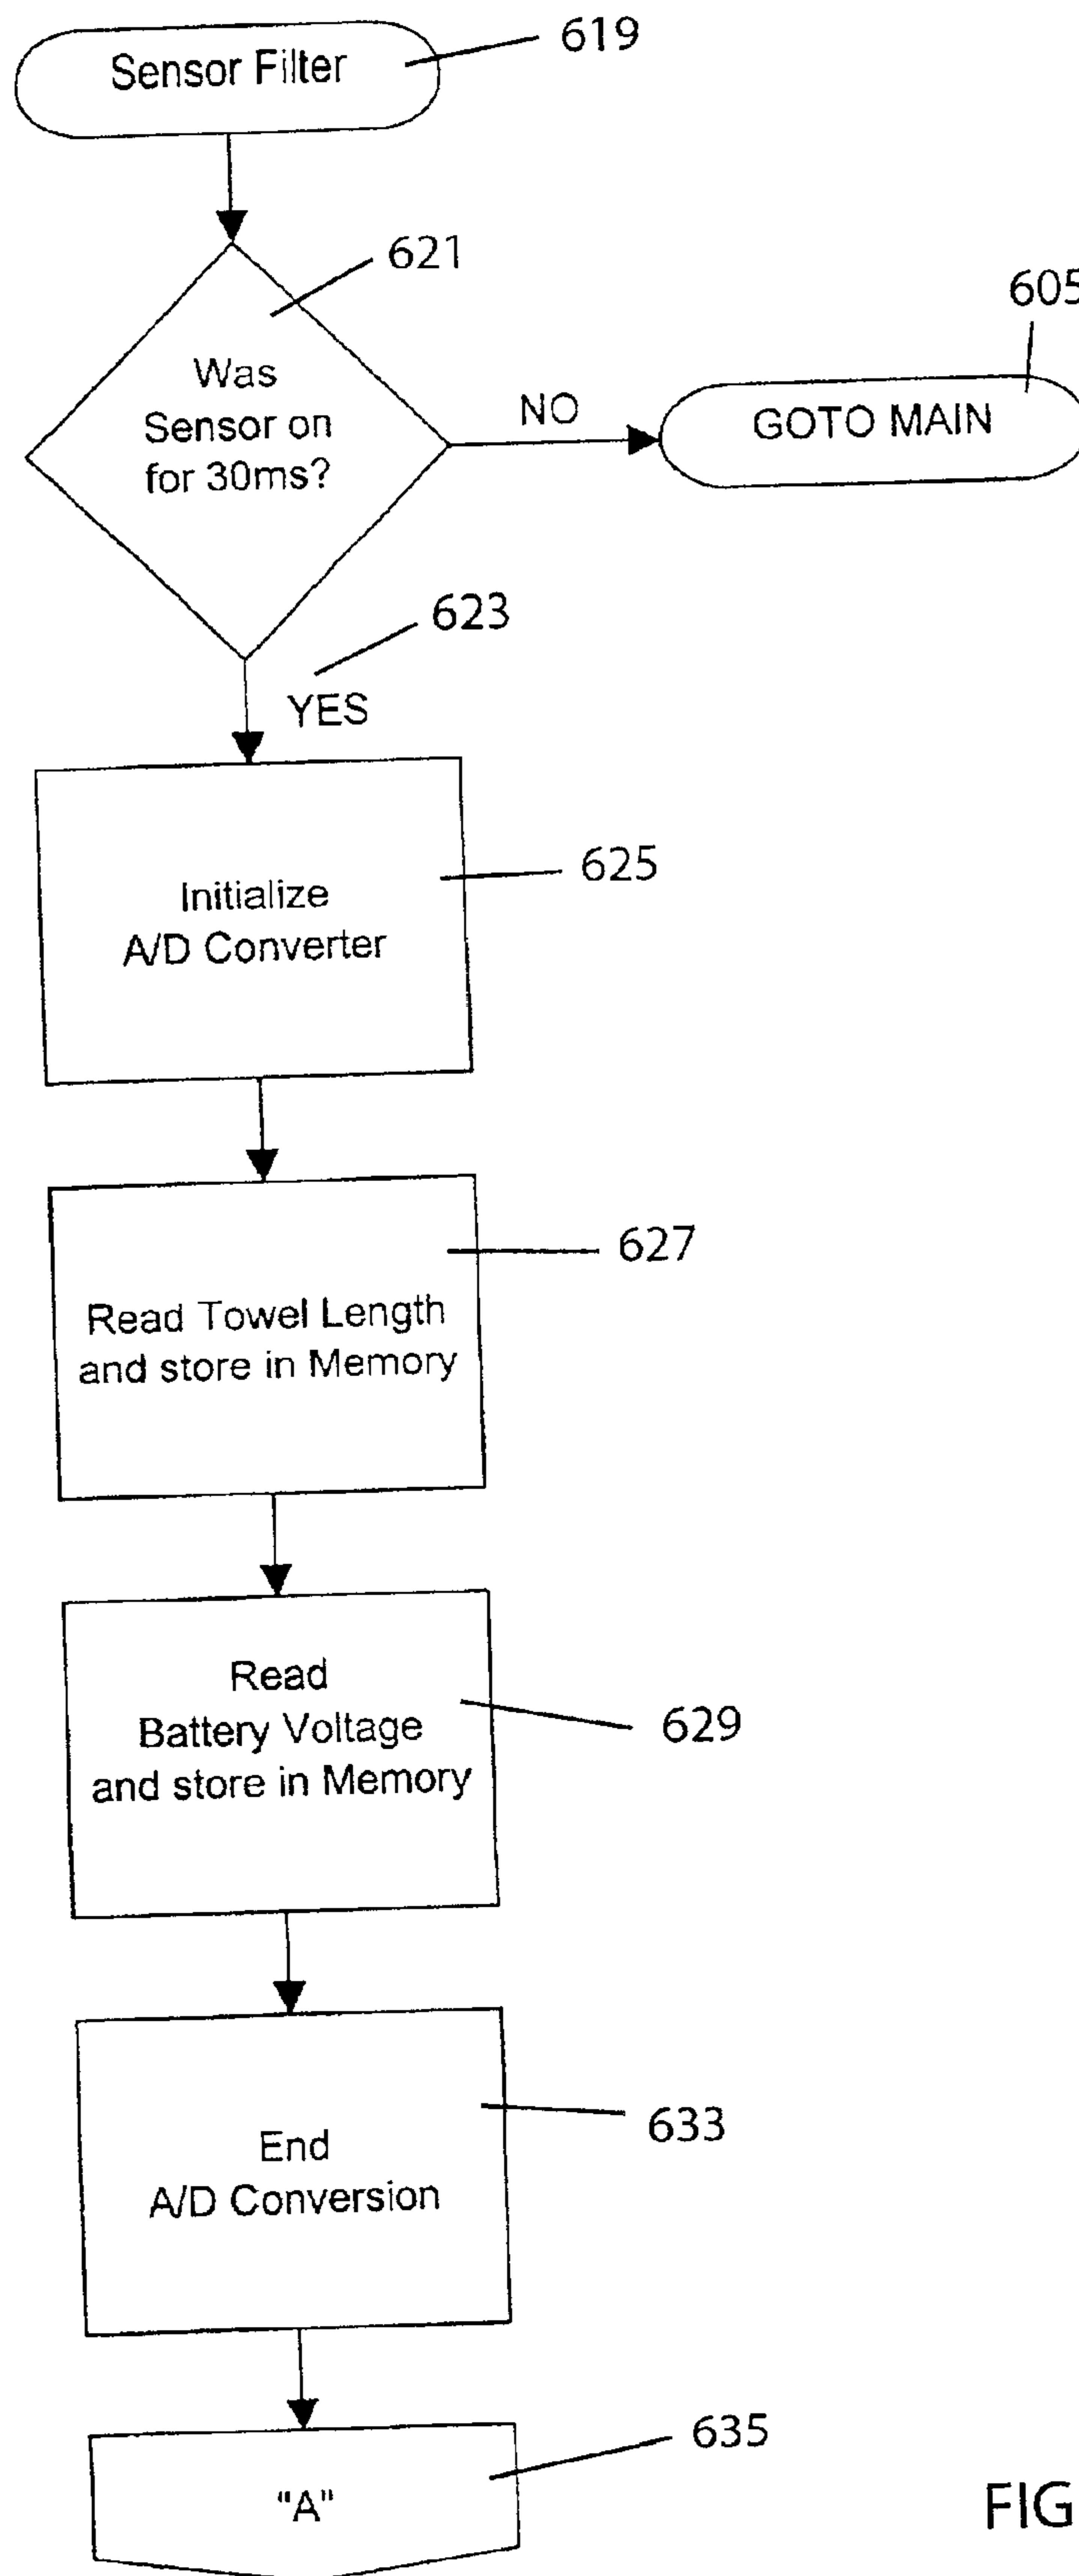 Sensor Filter
619
621
Was
Sensor on
for 30ms?
NO
605
GOTO MAIN
623
YES
Initialize
A/D Converter
625
Read Towel Length
and store in Memory
627
Read
Battery Voltage
and store in Memory
629
End
A/D Conversion
633
"A"
635
FIG